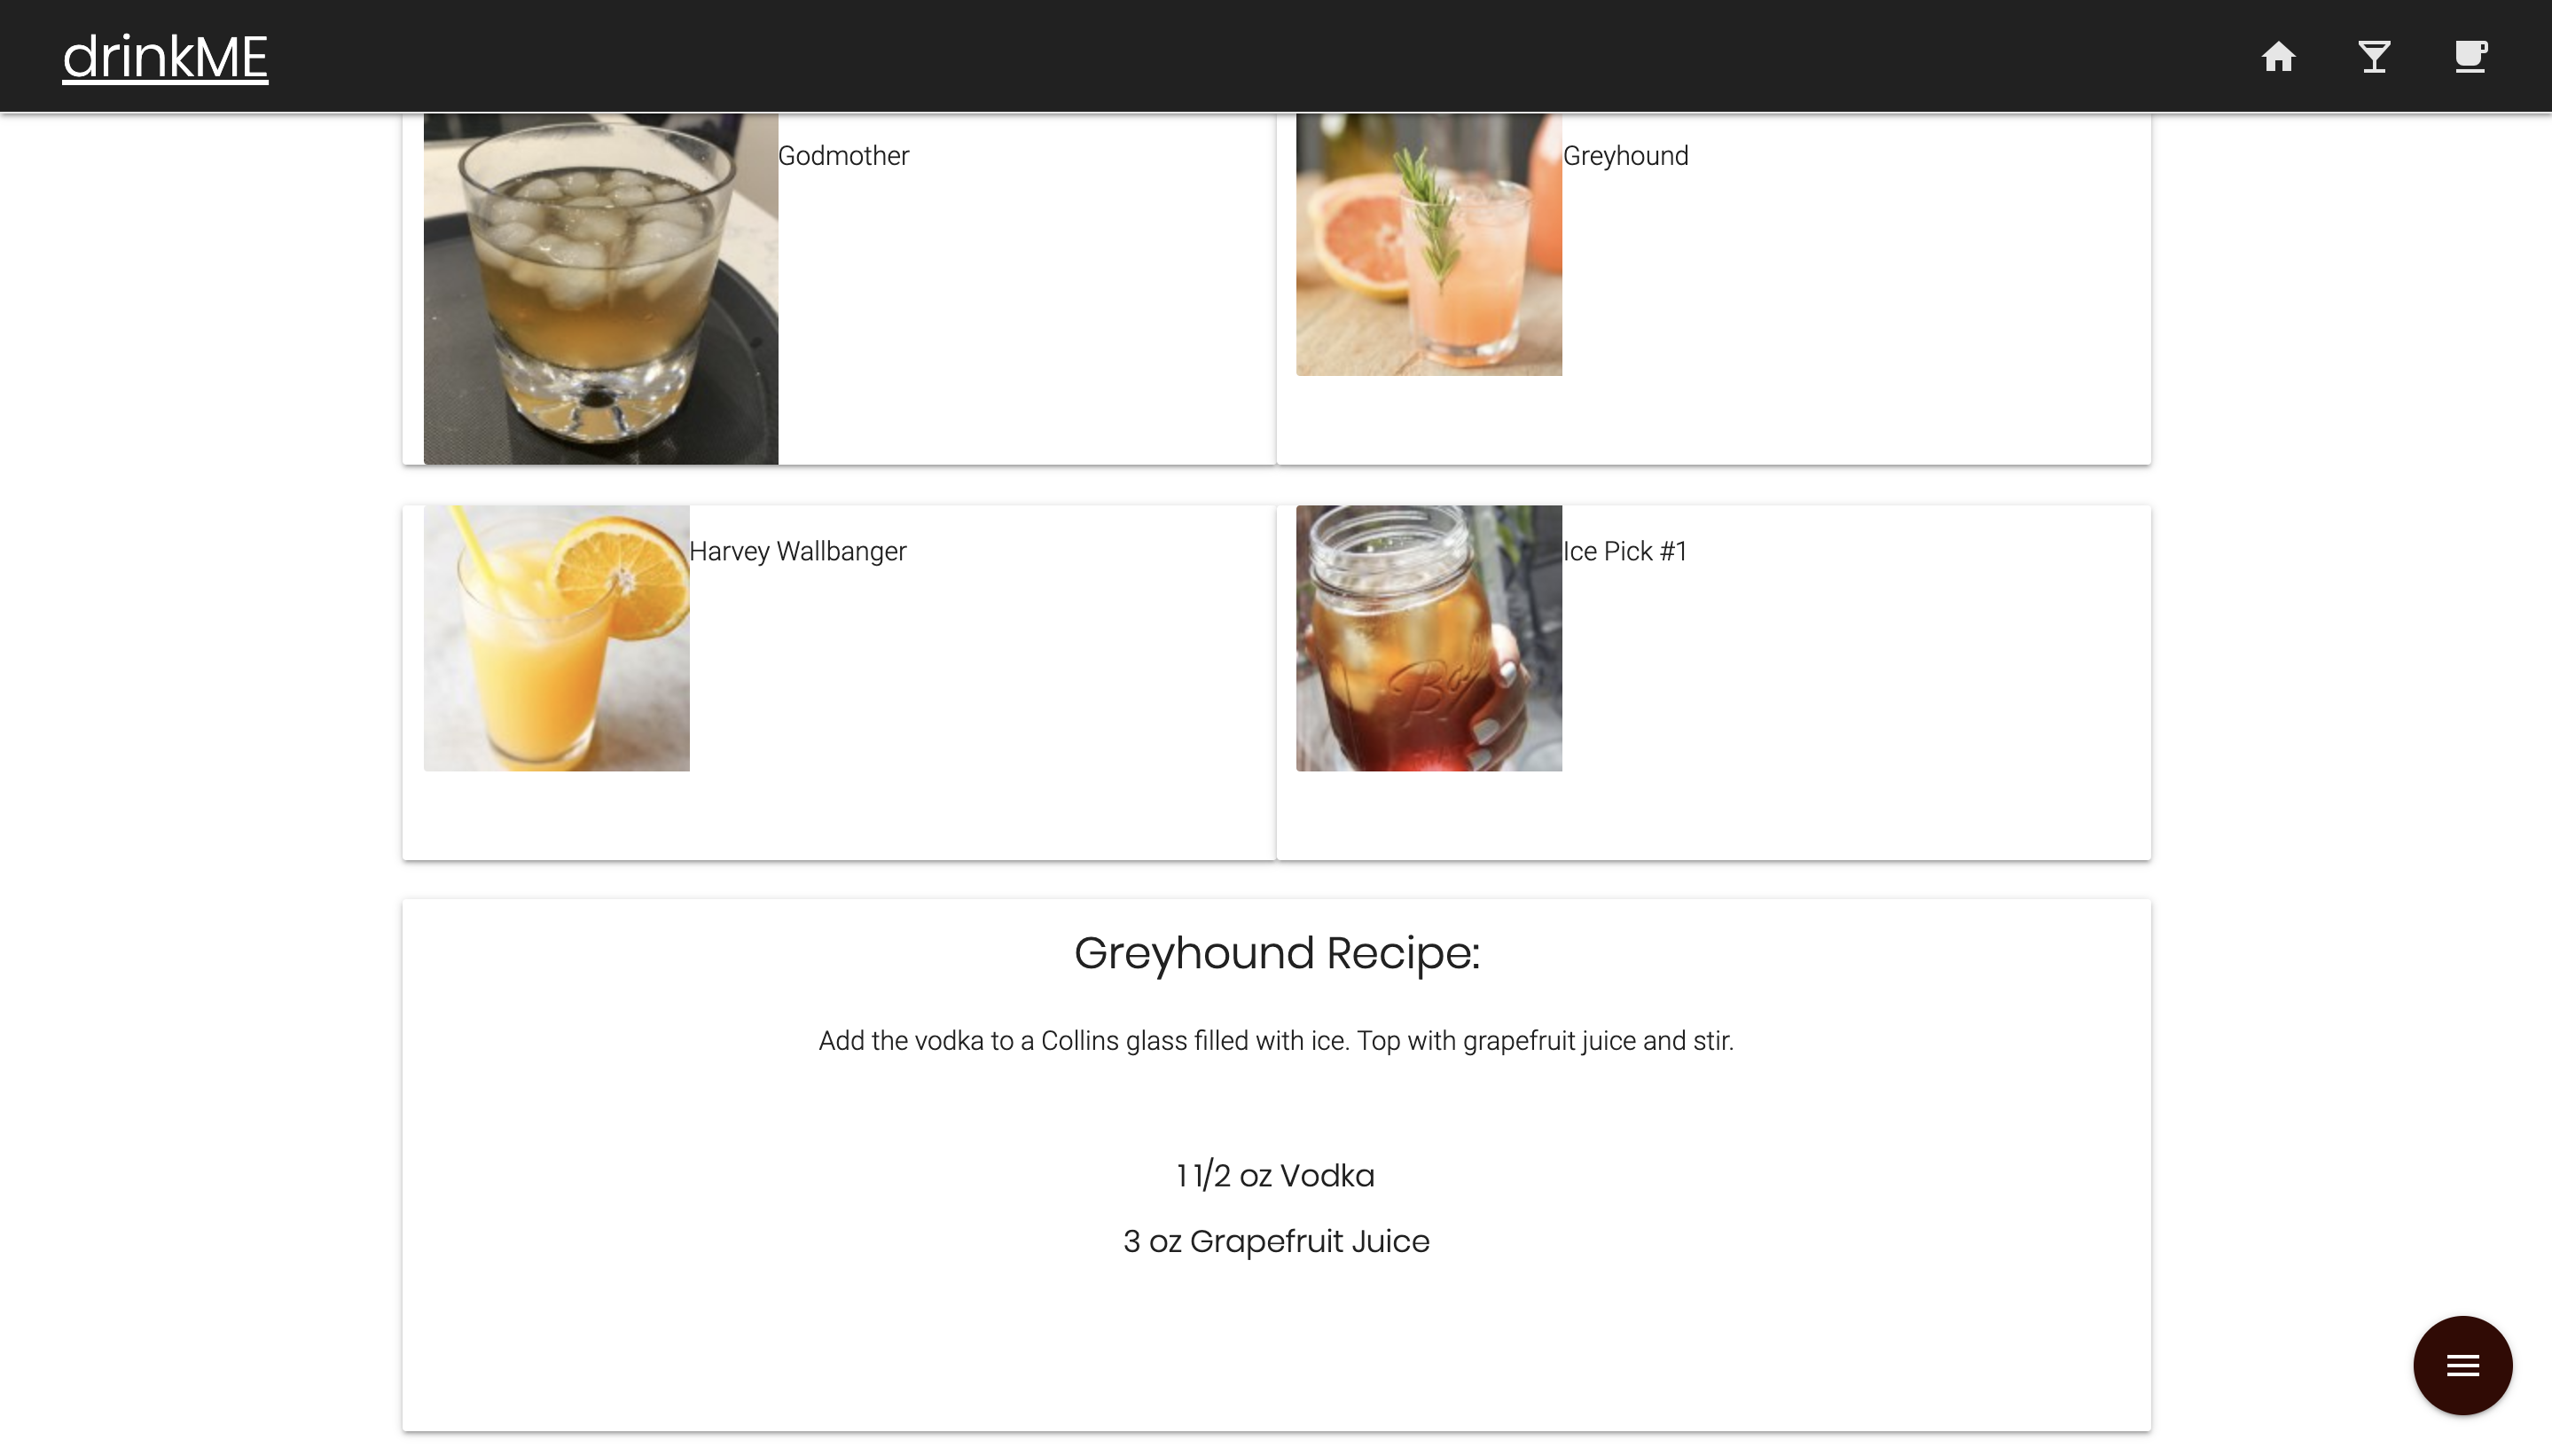 drinkME
Godmother
Greyhound
Harvey Wallbanger
Ice Pick #1
Ball
Greyhound Recipe:
Add the vodka to a Collins glass filled with ice. Top with grapefruit juice and stir.
1 1/2 oz Vodka
3 oz Grapefruit Juice